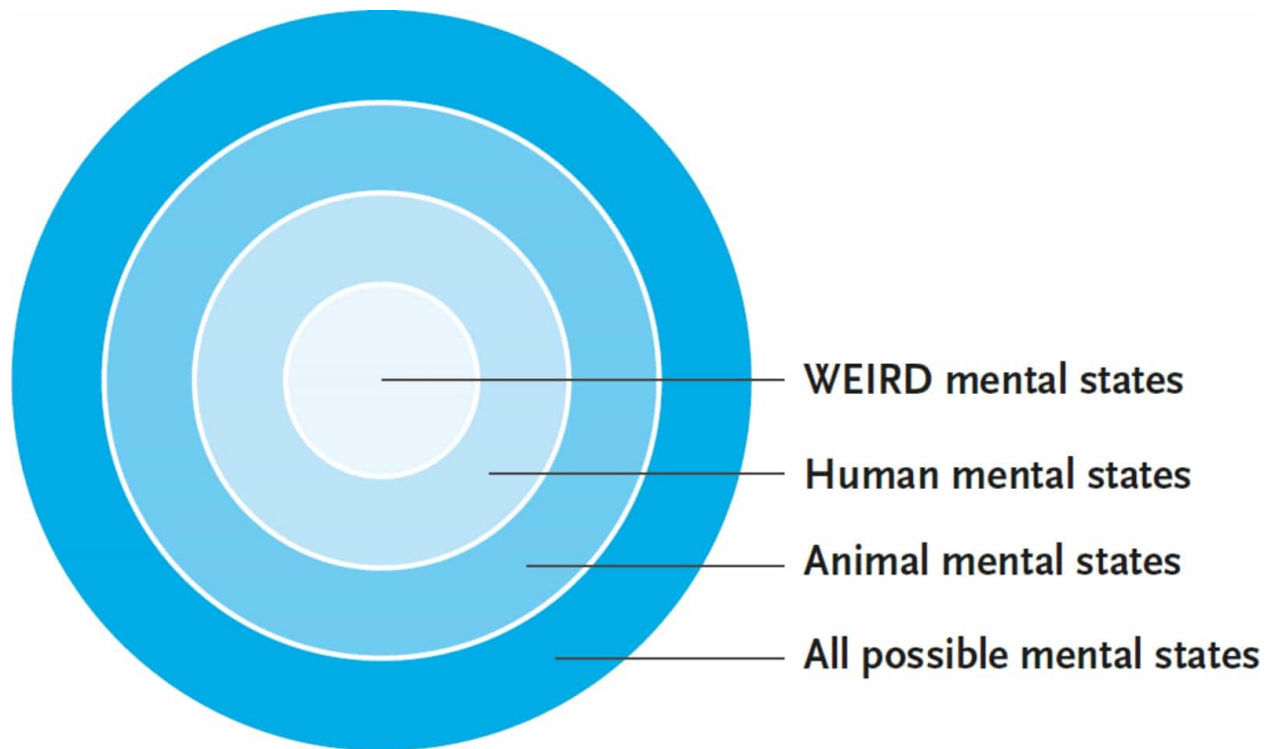 WEIRD mental states
Human mental states
Animal mental states
All possible mental states